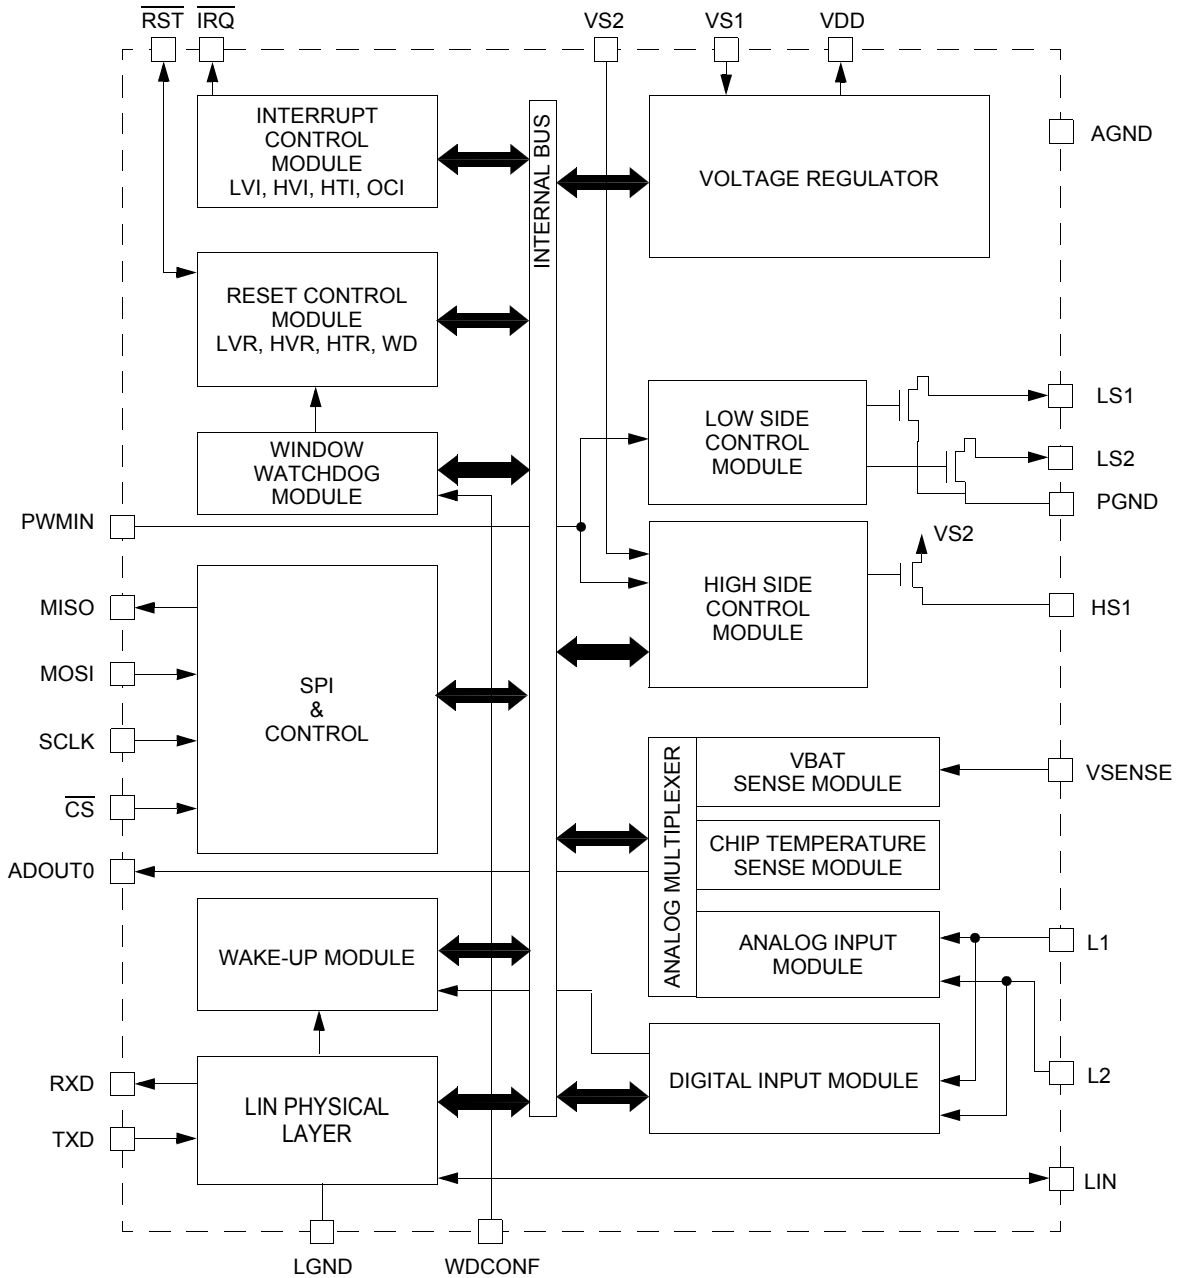 RST
IRQ
VS2
VS1
VDD
INTERRUPT
CONTROL
MODULE
LVI, HVI, HTI, OCI
INTERNAL BUS
VOLTAGE REGULATOR
AGND
RESET CONTROL
MODULE
LVR, HVR, HTR, WD
WINDOW
WATCHDOG
MODULE
LOW SIDE
CONTROL
MODULE
LS1
LS2
PGND
PWMIN
VS2
HIGH SIDE
CONTROL
MODULE
HS1
MISO
MOSI
SCLK
CS
SPI
&
CONTROL
ADOUT0
ANALOG MULTIPLEXER
VBAT
SENSE MODULE
VSENSE
CHIP TEMPERATURE
SENSE MODULE
ANALOG INPUT
MODULE
L1
WAKE-UP MODULE
DIGITAL INPUT MODULE
L2
RXD
TXD
LIN PHYSICAL
LAYER
LIN
LGND
WDCONF